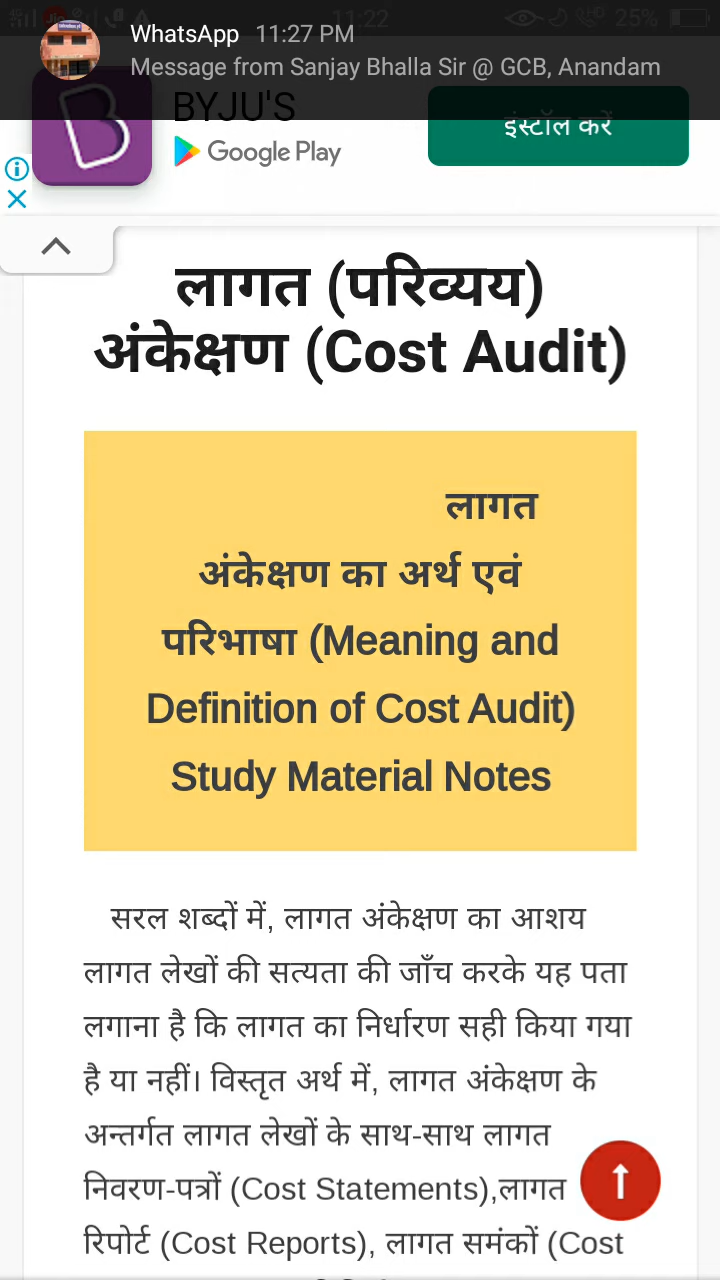 11:22
25%
WhatsApp 11:27 PM
Message from Sanjay Bhalla Sir @ GCB, Anandam
BYJU'S
Google Play
इंस्टॉल करें
लागत (परिव्यय)
अंकेक्षण (Cost Audit)
लागत
अंकेक्षण का अर्थ एवं
परिभाषा (Meaning and
Definition of Cost Audit)
Study Material Notes
सरल शब्दों में, लागत अंकेक्षण का आशय
लागत लेखों की सत्यता की जाँच करके यह पता
लगाना है कि लागत का निर्धारण सही किया गया
है या नहीं। विस्तृत अर्थ में, लागत अंकेक्षण के
अन्तर्गत लागत लेखों के साथ-साथ लागत
निवरण-पत्रों (Cost Statements),लागत
रिपोर्ट (Cost Reports), लागत समंकों (Cost